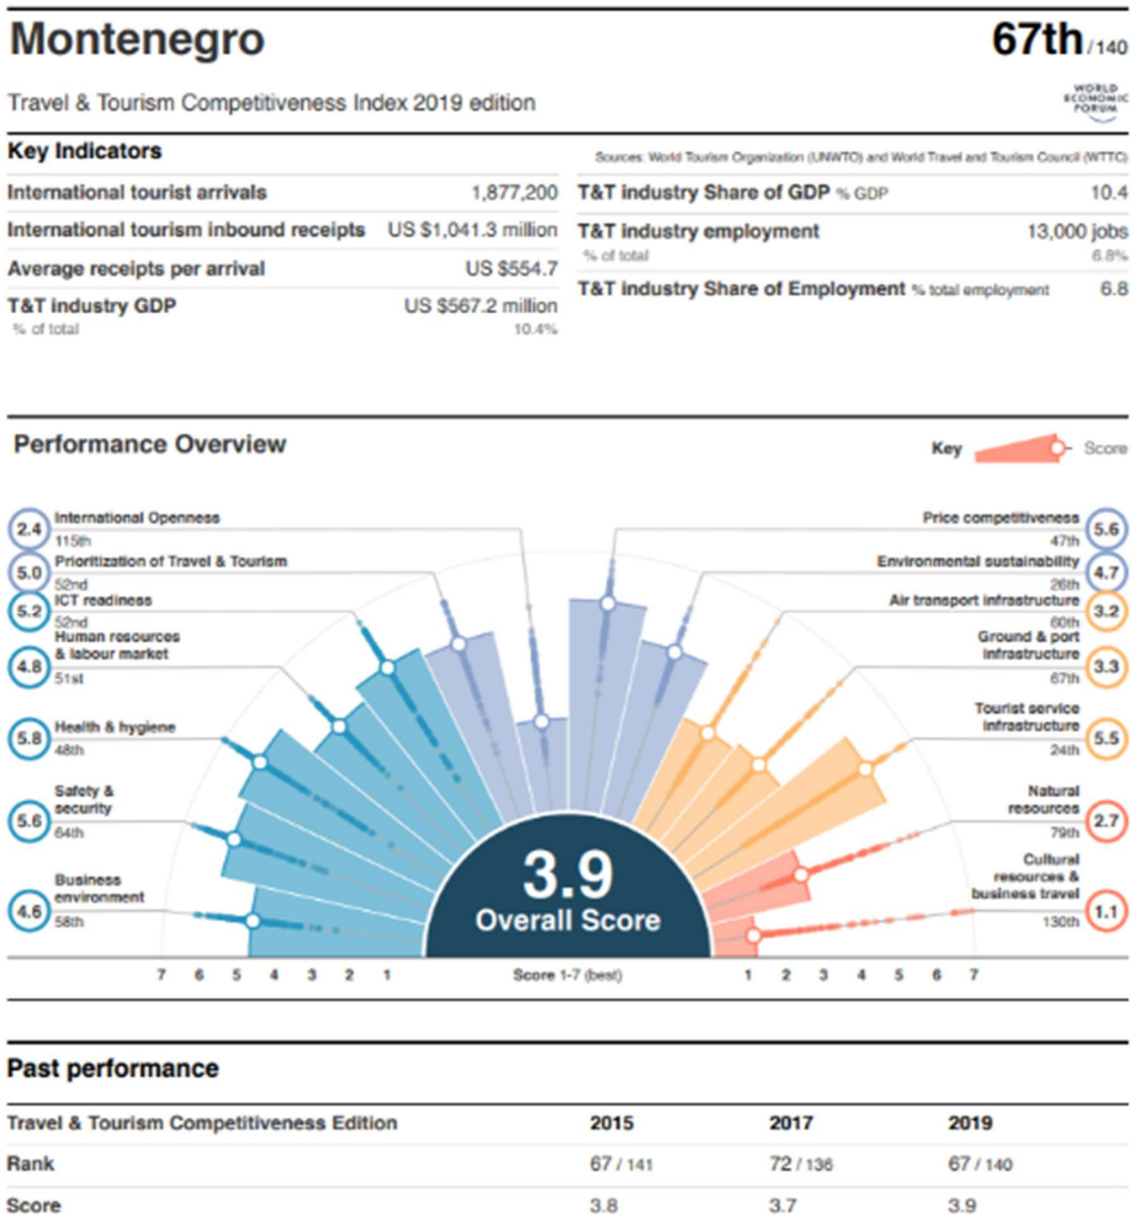 Montenegro
67th/140
Travel & Tourism Competitiveness Index 2019 edition
WORLD
ECONOMIC
FORUM
Key Indicators
Sources: World Tourism Organization (UNWTO) and World Travel and Tourism Council (WTTC)
International tourist arrivals 1,877,200
International tourism inbound receipts US $1,041.3 million
Average receipts per arrival US $554.7
T&T industry GDP US $567.2 million
% of total 10.4%
T&T industry Share of GDP % GDP 10.4
T&T industry employment 13,000 jobs
% of total 6.8%
T&T industry Share of Employment % total employment 6.8
Performance Overview
Key Score
2.4 International Openness
115th
5.0 Prioritization of Travel & Tourism
52nd
5.2 ICT readiness
52nd
4.8 Human resources
& labour market
51st
5.8 Health & hygiene
48th
5.6 Safety &
security
64th
4.6 Business
environment
58th
Price competitiveness 5.6
47th
Environmental sustainability 4.7
26th
Air transport infrastructure 3.2
60th
Ground & port
infrastructure 3.3
67th
Tourist service
infrastructure 5.5
24th
Natural
resources 2.7
79th
Cultural
resources &
business travel 1.1
130th
3.9
Overall Score
7 6 5 4 3 2 1 Score 1-7 (best) 1 2 3 4 5 6 7
Past performance
Travel & Tourism Competitiveness Edition 2015 2017 2019
Rank 67 / 141 72 / 136 67 / 140
Score 3.8 3.7 3.9